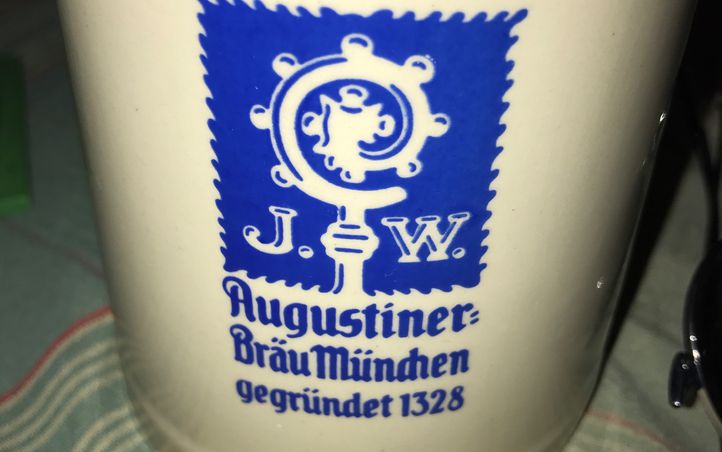 J. W.
Augustiner=
Bräu München
gegründet 1328